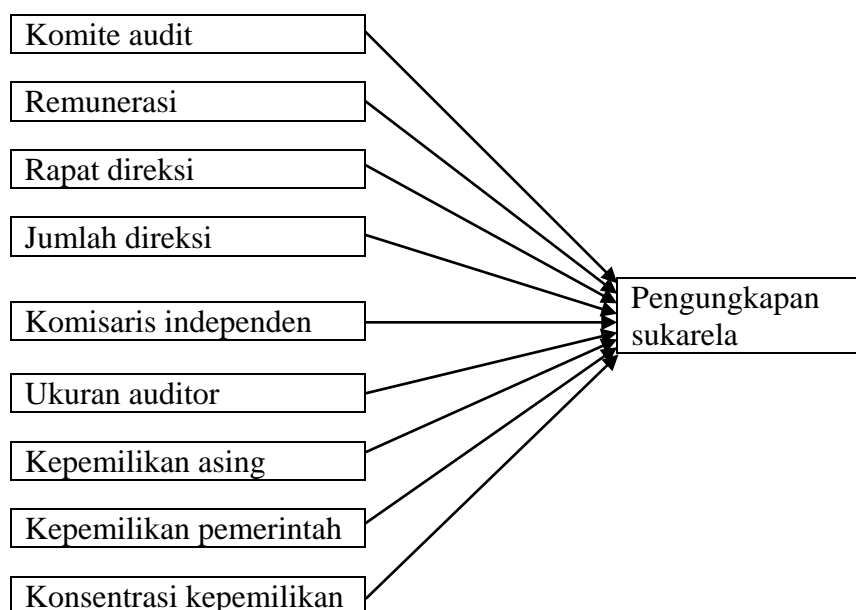 Komite audit
Remunerasi
Rapat direksi
Jumlah direksi
Komisaris independen
Ukuran auditor
Kepemilikan asing
Kepemilikan pemerintah
Konsentrasi kepemilikan
Pengungkapan
sukarela